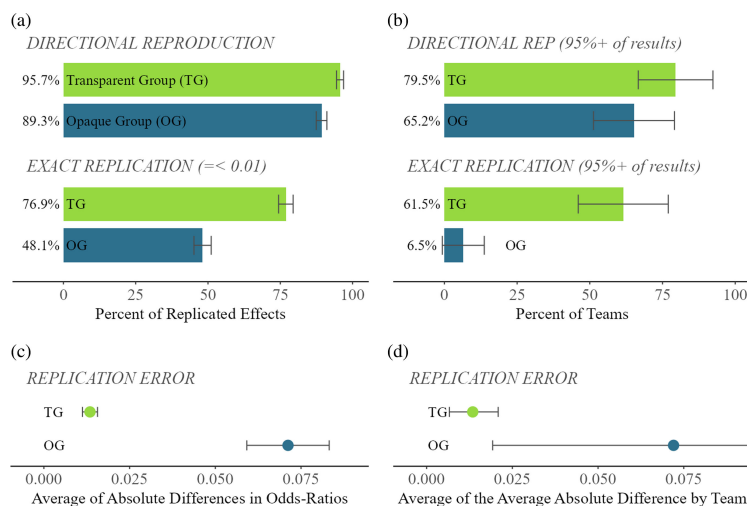 (a)
DIRECTIONAL REPRODUCTION
95.7% Transparent Group (TG)
89.3% Opaque Group (OG)
EXACT REPLICATION (=< 0.01)
76.9% TG
48.1% OG
0 25 50 75 100
Percent of Replicated Effects
(b)
DIRECTIONAL REP (95%+ of results)
79.5% TG
65.2% OG
EXACT REPLICATION (95%+ of results)
61.5% TG
6.5% OG
0 25 50 75 100
Percent of Teams
(c)
REPLICATION ERROR
TG
OG
0.000 0.025 0.050 0.075
Average of Absolute Differences in Odds-Ratios
(d)
REPLICATION ERROR
TG
OG
0.000 0.025 0.050 0.075
Average of the Average Absolute Difference by Team